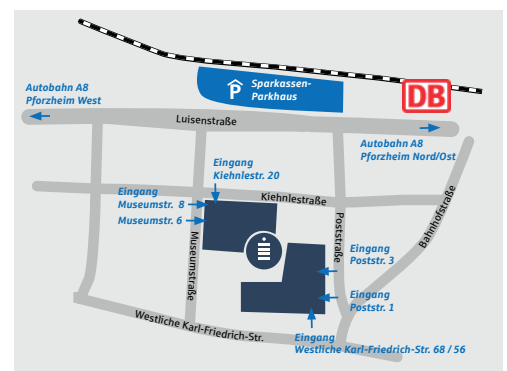 Sparkassen-
Parkhaus
P
DB
Autobahn A8
Pforzheim West
Luisenstraße
Autobahn A8
Pforzheim Nord/Ost
Eingang
Kiehnlestr. 20
Eingang
Museumstr. 8
Museumstr. 6
Kiehnlestraße
Museumstraße
Poststraße
Bahnhofstraße
Eingang
Poststr. 3
Eingang
Poststr. 1
Westliche Karl-Friedrich-Str.
Eingang
Westliche Karl-Friedrich-Str. 68 / 56